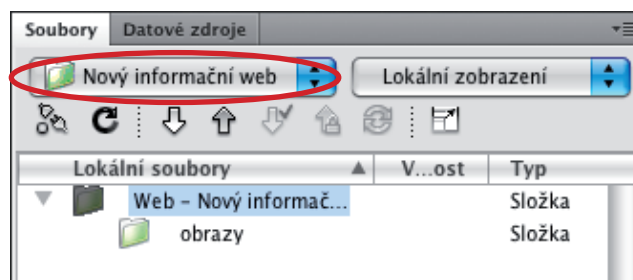 Soubory Datové zdroje
Nový informační web Lokální zobrazení
Lokální soubory V...ost Typ
Web – Nový informač... Složka
obrazy Složka